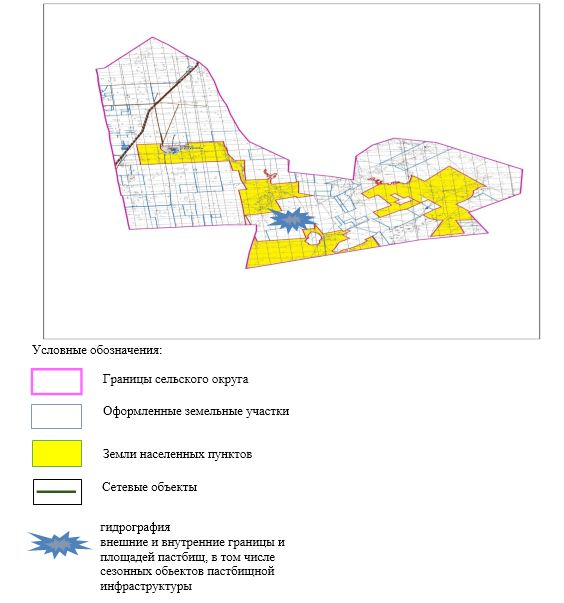 Условные обозначения:
Границы сельского округа
Оформленные земельные участки
Земли населенных пунктов
Сетевые объекты
гидрография
внешние и внутренние границы и
площадей пастбищ, в том числе
сезонных объектов пастбищной
инфраструктуры